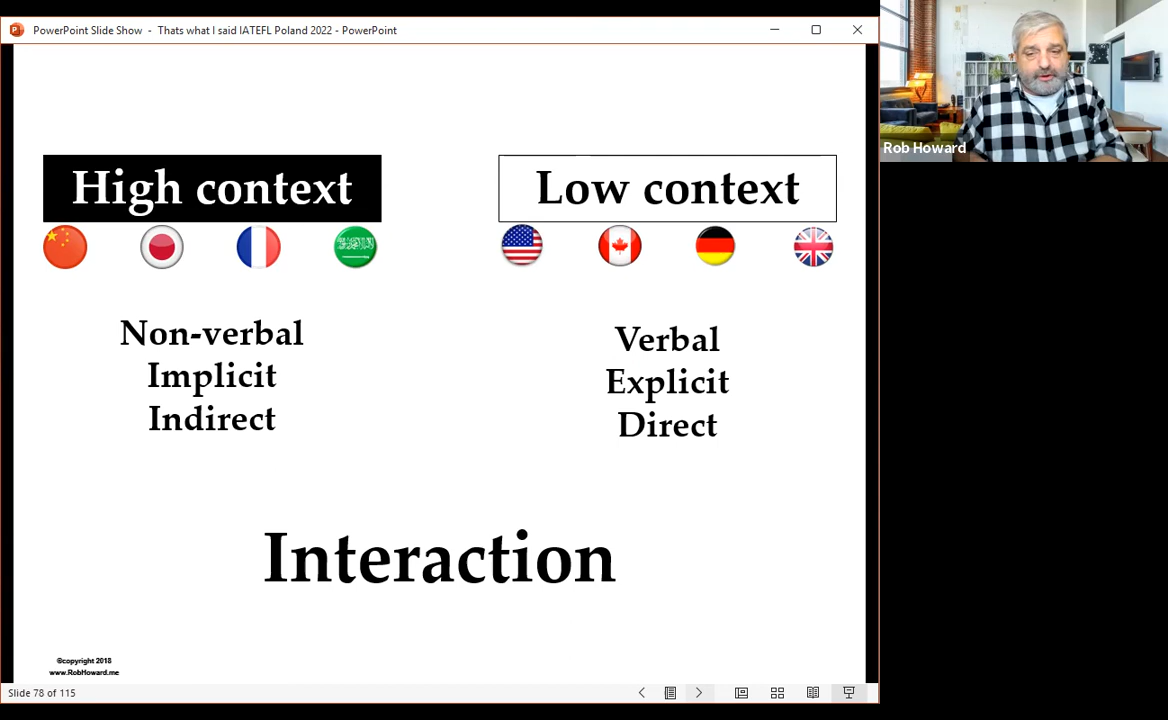 PowerPoint Slide Show - Thats what I said IATEFL Poland 2022 - PowerPoint
Rob Howard
High context
Low context
Non-verbal
Implicit
Indirect
Verbal
Explicit
Direct
Interaction
©copyright 2018
www.RobHoward.me
Slide 78 of 115